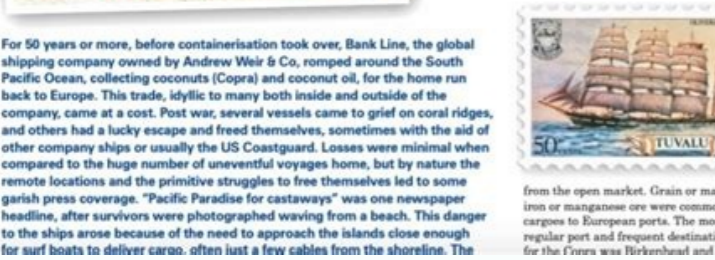 For 50 years or more, before containerisation took over, Bank Line, the global
shipping company owned by Andrew Weir & Co, romped around the South
Pacific Ocean, collecting coconuts (Copra) and coconut oil, for the home run
back to Europe. This trade, idyllic to many both inside and outside of the
company, came at a cost. Post war, several vessels came to grief on coral ridges,
and others had a lucky escape and freed themselves, sometimes with the aid of
other company ships or usually the US Coastguard. Losses were minimal when
compared to the huge number of uneventful voyages home, but by nature the
remote locations and the primitive struggles to free themselves led to some
garish press coverage. "Pacific Paradise for castaways" was one newspaper
headline, after survivors were photographed waving from a beach. This danger
to the ships arose because of the need to approach the islands close enough
for surf boats to deliver cargo, often just a few cables from the shoreline. The
50c
TUVALU
from the open market. Grain or
iron or manganese ore were
cargoes to European ports. The
regular port and frequent
for the Copra was Birkenhead and